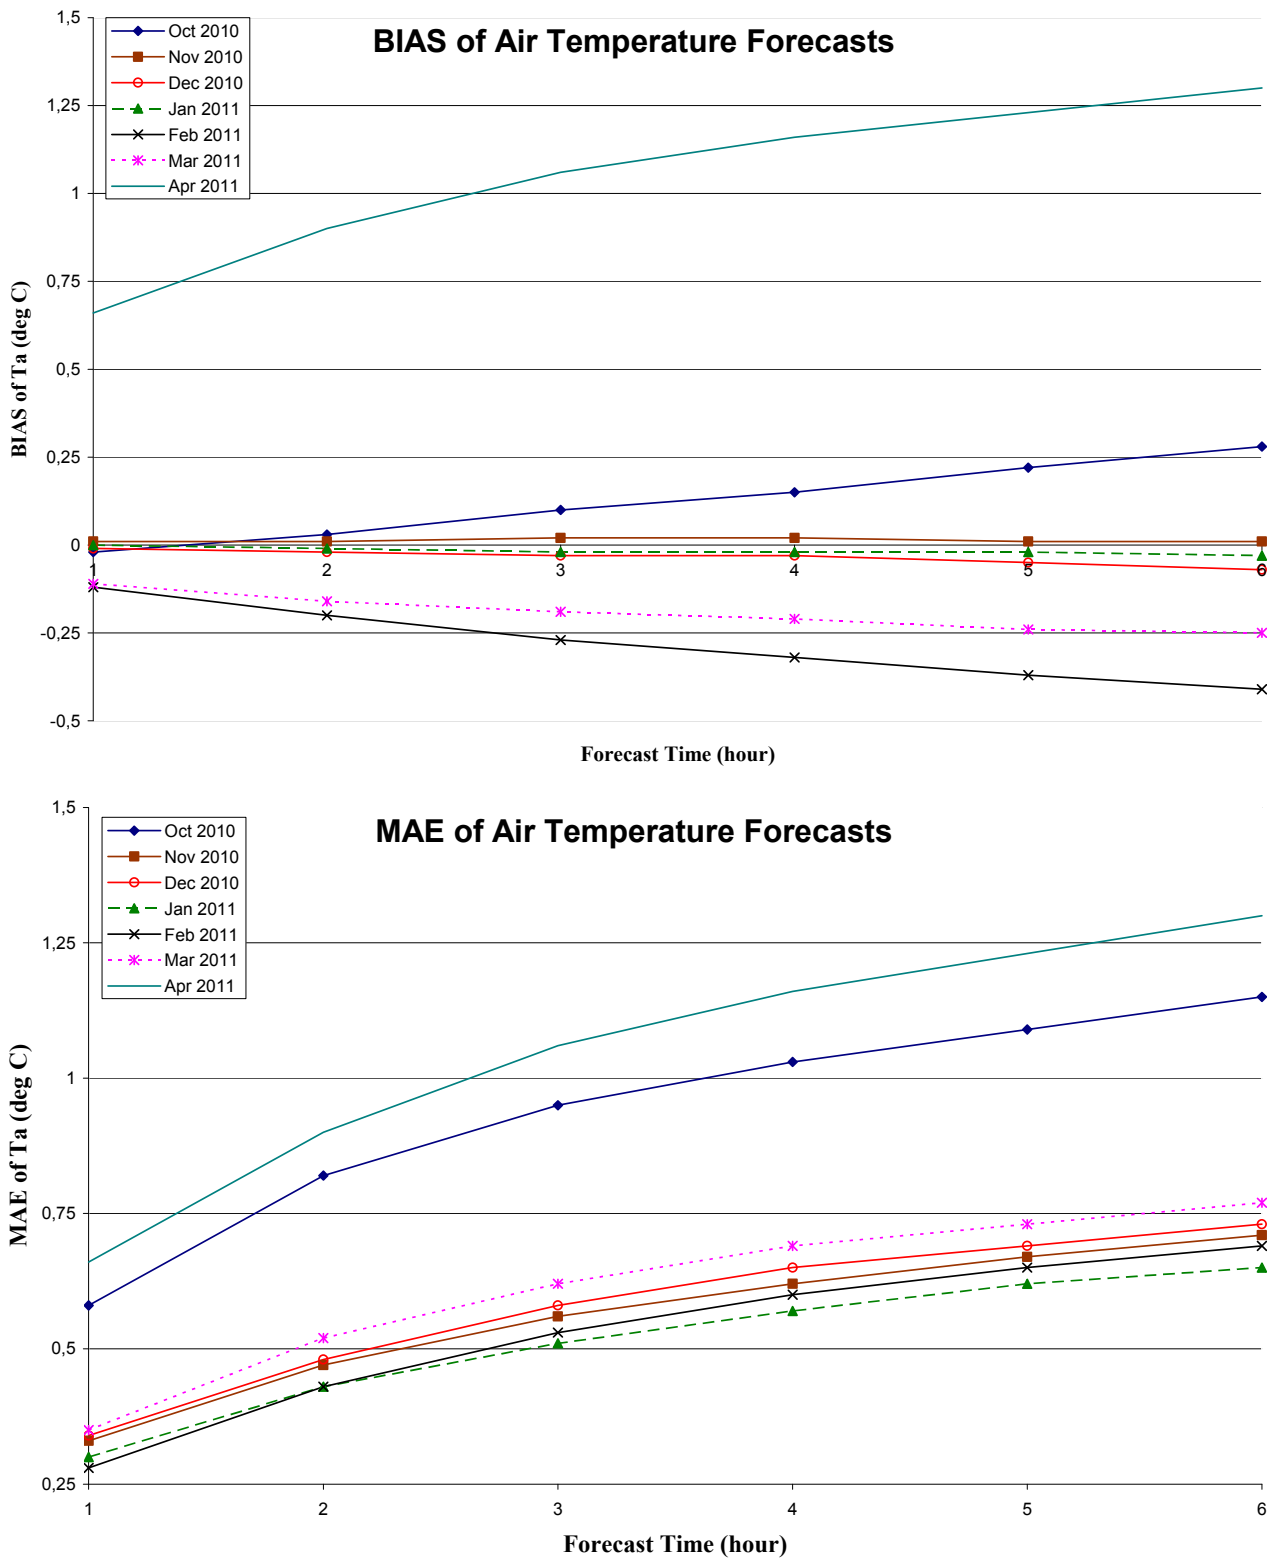 BIAS of Air Temperature Forecasts
Oct 2010
Nov 2010
Dec 2010
Jan 2011
Feb 2011
Mar 2011
Apr 2011
1,5
1,25
1
0,75
0,5
0,25
0
-0,25
-0,5
BIAS of Ta (deg C)
1 2 3 4 5 6
Forecast Time (hour)
MAE of Air Temperature Forecasts
Oct 2010
Nov 2010
Dec 2010
Jan 2011
Feb 2011
Mar 2011
Apr 2011
1,5
1,25
1
0,75
0,5
0,25
MAE of Ta (deg C)
1 2 3 4 5 6
Forecast Time (hour)